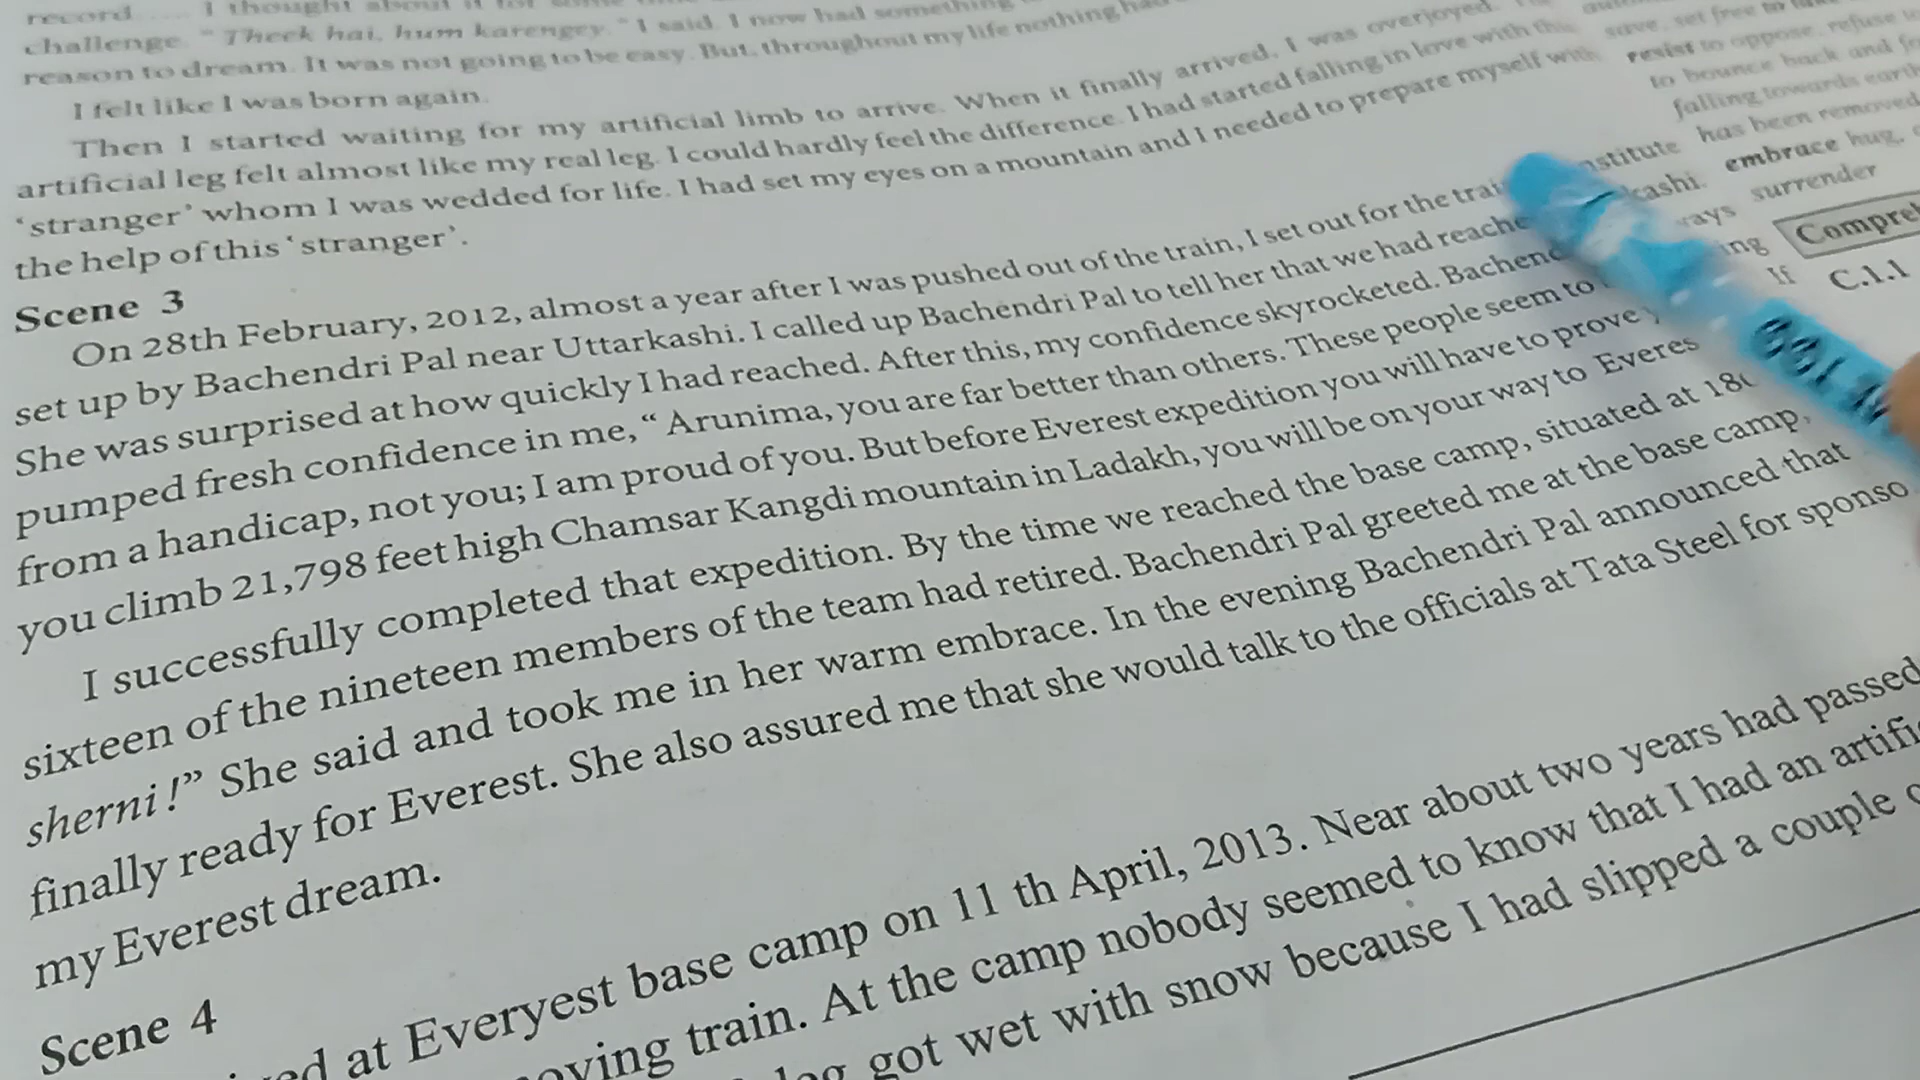 record...... I thought about it for some time
challenge. "Theek hai, hum karengey." I said. I now had something
reason to dream. It was not going to be easy. But, throughout my life nothing had
I felt like I was born again.
Then I started waiting for my artificial limb to arrive. When it finally arrived, I was overjoyed.
artificial leg felt almost like my real leg. I could hardly feel the difference. I had started falling in love with this
'stranger' whom I was wedded for life. I had set my eyes on a mountain and I needed to prepare myself with
the help of this 'stranger'.
Scene 3
On 28th February, 2012, almost a year after I was pushed out of the train, I set out for the trai nstitute
set up by Bachendri Pal near Uttarkashi. I called up Bachendri Pal to tell her that we had reache kashi.
She was surprised at how quickly I had reached. After this, my confidence skyrocketed. Bachend ways
pumped fresh confidence in me, "Arunima, you are far better than others. These people seem to ing
from a handicap, not you; I am proud of you. But before Everest expedition you will have to prove y If
you climb 21,798 feet high Chamsar Kangdi mountain in Ladakh, you will be on your way to Everes
I successfully completed that expedition. By the time we reached the base camp, situated at 18
sixteen of the nineteen members of the team had retired. Bachendri Pal greeted me at the base camp,
sherni!" She said and took me in her warm embrace. In the evening Bachendri Pal announced that
finally ready for Everest. She also assured me that she would talk to the officials at Tata Steel for sponso
my Everest dream.
Scene 4
ed at Everyest base camp on 11 th April, 2013. Near about two years had passed
oving train. At the camp nobody seemed to know that I had an artifi
leg got wet with snow because I had slipped a couple o
save, set free
resist to oppose, refuse to
to bounce back and
falling towards earth
has been removed
embrace hug,
surrender
Compreh
C.1.1